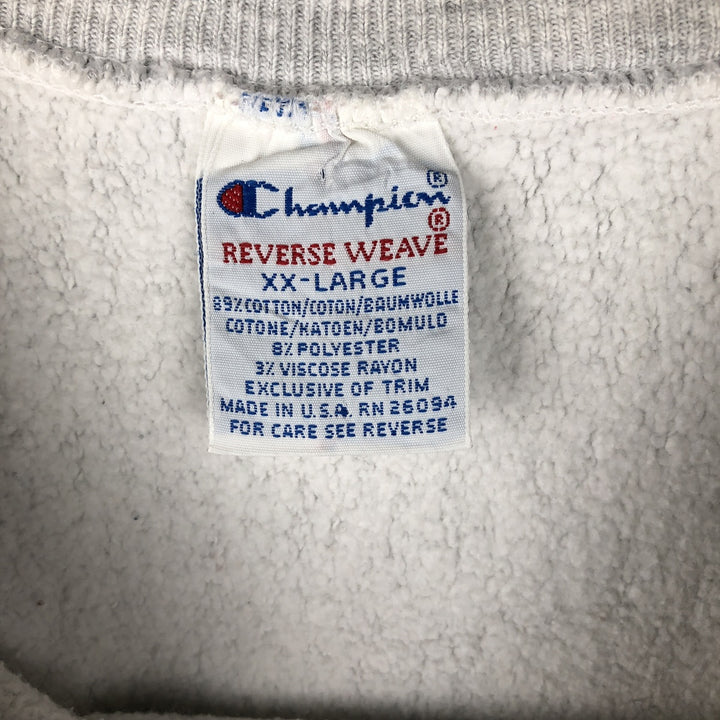 Champion®
REVERSE WEAVE®
XX-LARGE
89% COTTON/COTON/BAUMWOLLE
COTONE/KATOEN/BOMULD
8% POLYESTER
3% VISCOSE RAYON
EXCLUSIVE OF TRIM
MADE IN U.S.A. RN 26094
FOR CARE SEE REVERSE